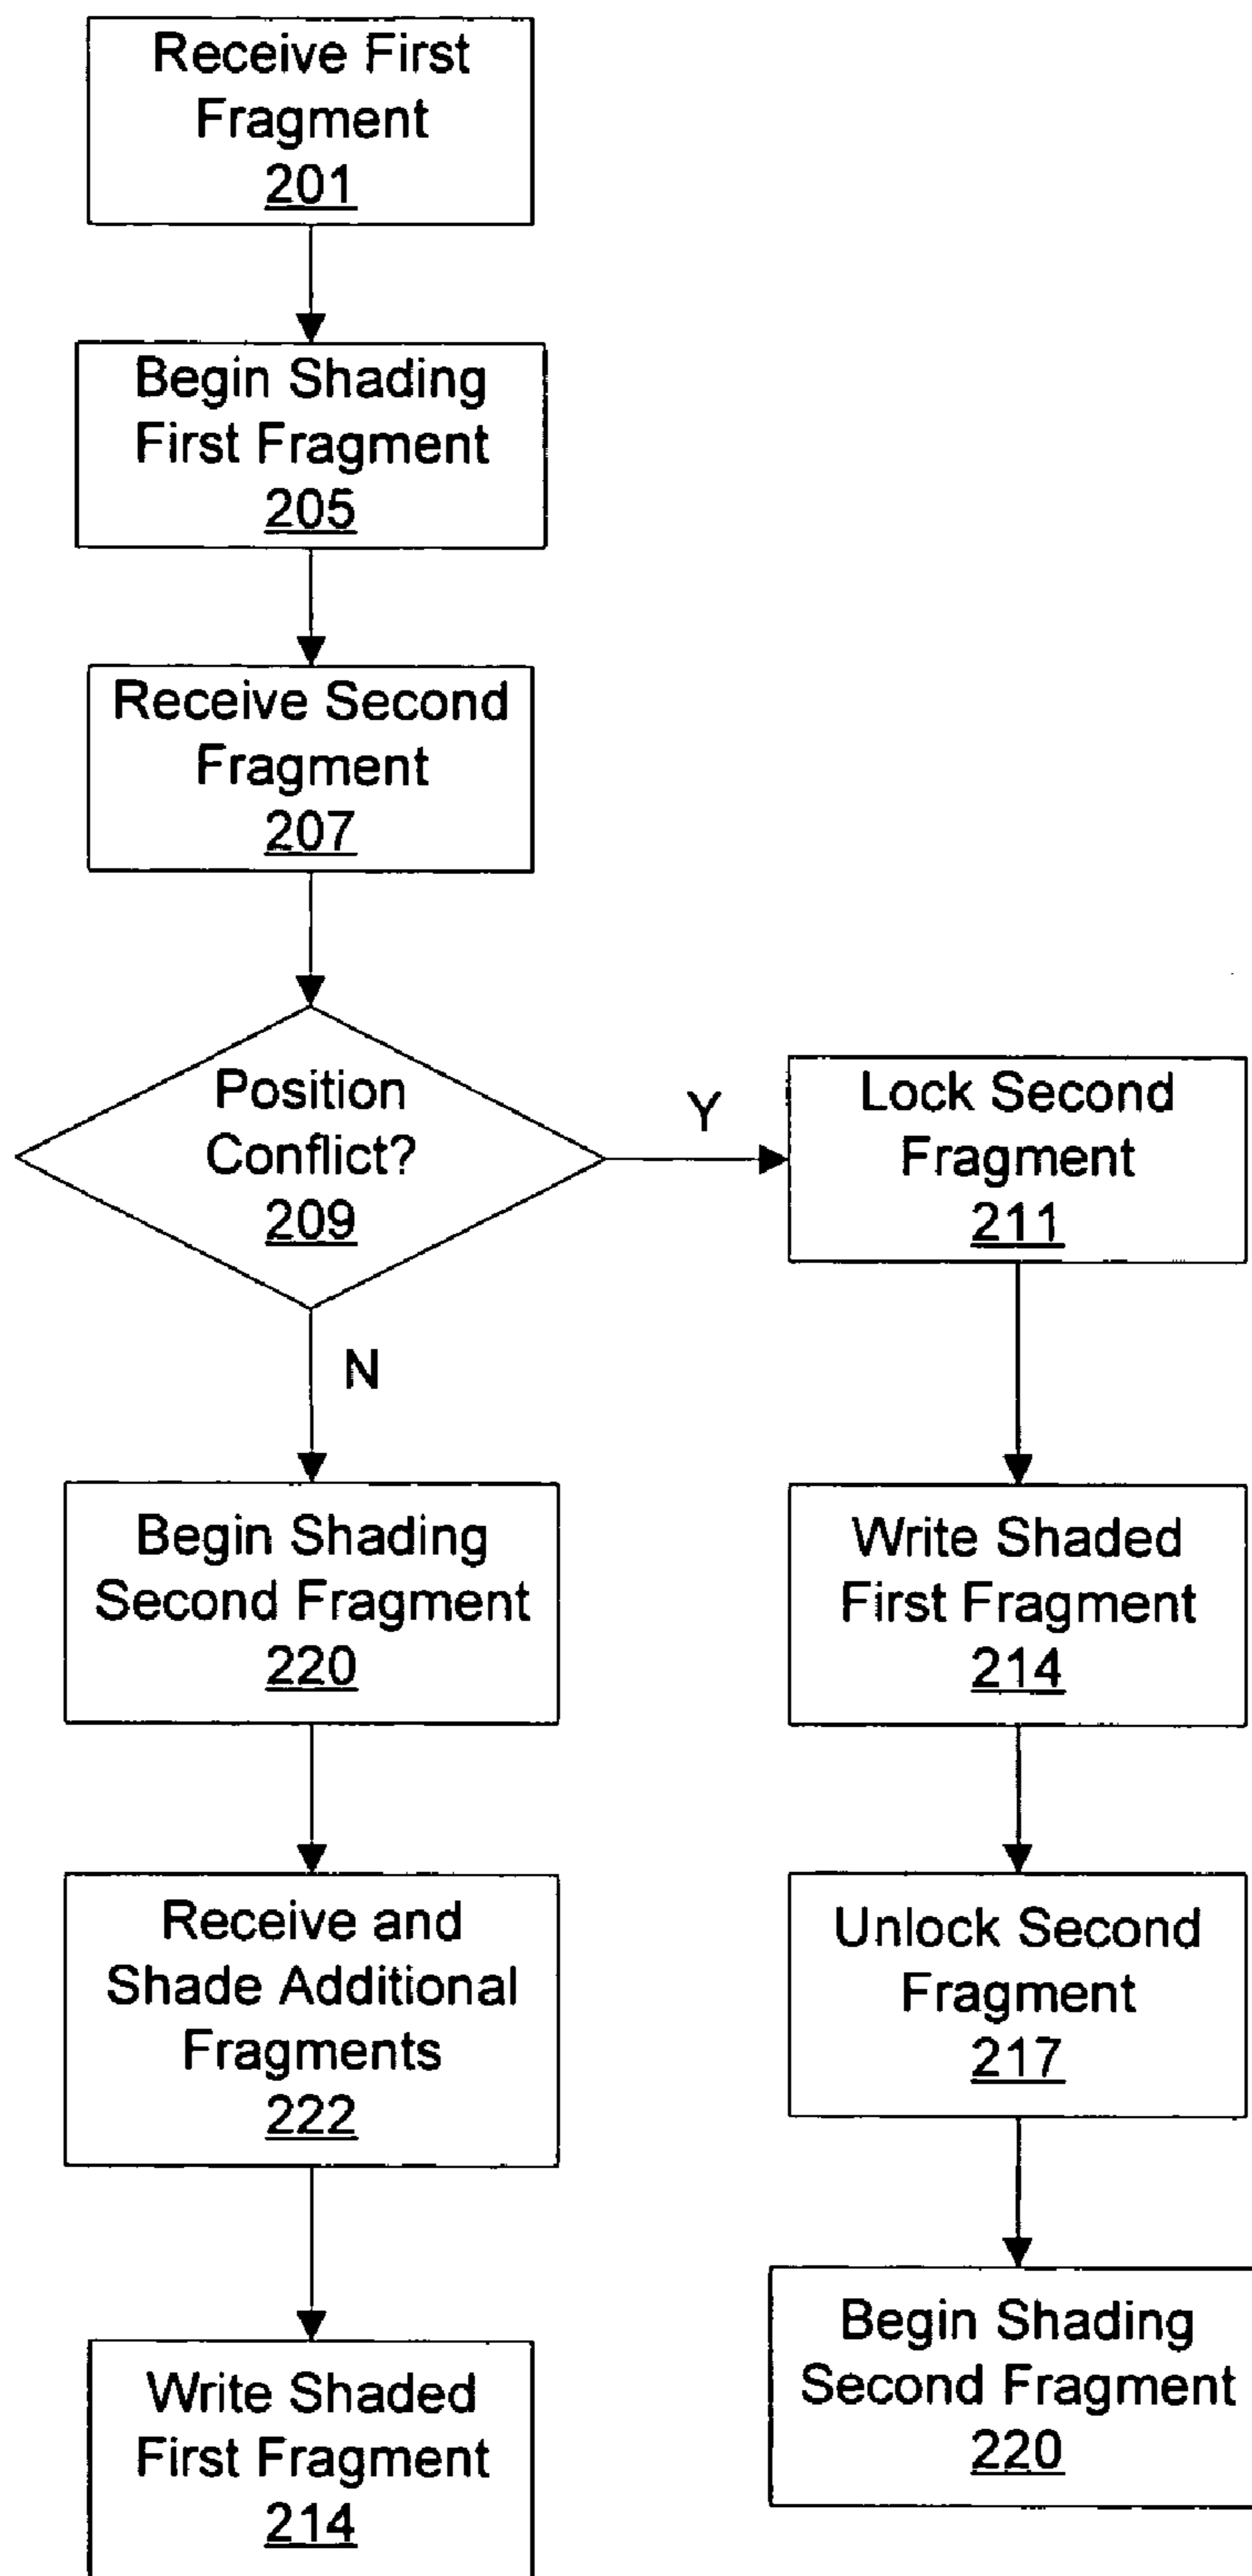 Receive First
Fragment
201
Begin Shading
First Fragment
205
Receive Second
Fragment
207
Position
Conflict?
209
Y
Lock Second
Fragment
211
N
Begin Shading
Second Fragment
220
Write Shaded
First Fragment
214
Receive and
Shade Additional
Fragments
222
Unlock Second
Fragment
217
Write Shaded
First Fragment
214
Begin Shading
Second Fragment
220